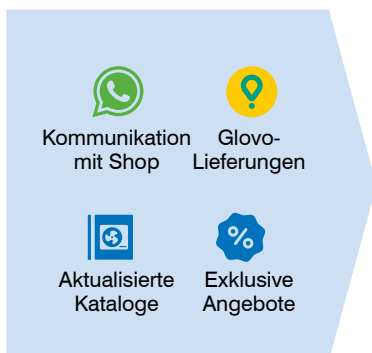 Kommunikation
mit Shop
Glovo-
Lieferungen
%
Aktualisierte
Kataloge
Exklusive
Angebote